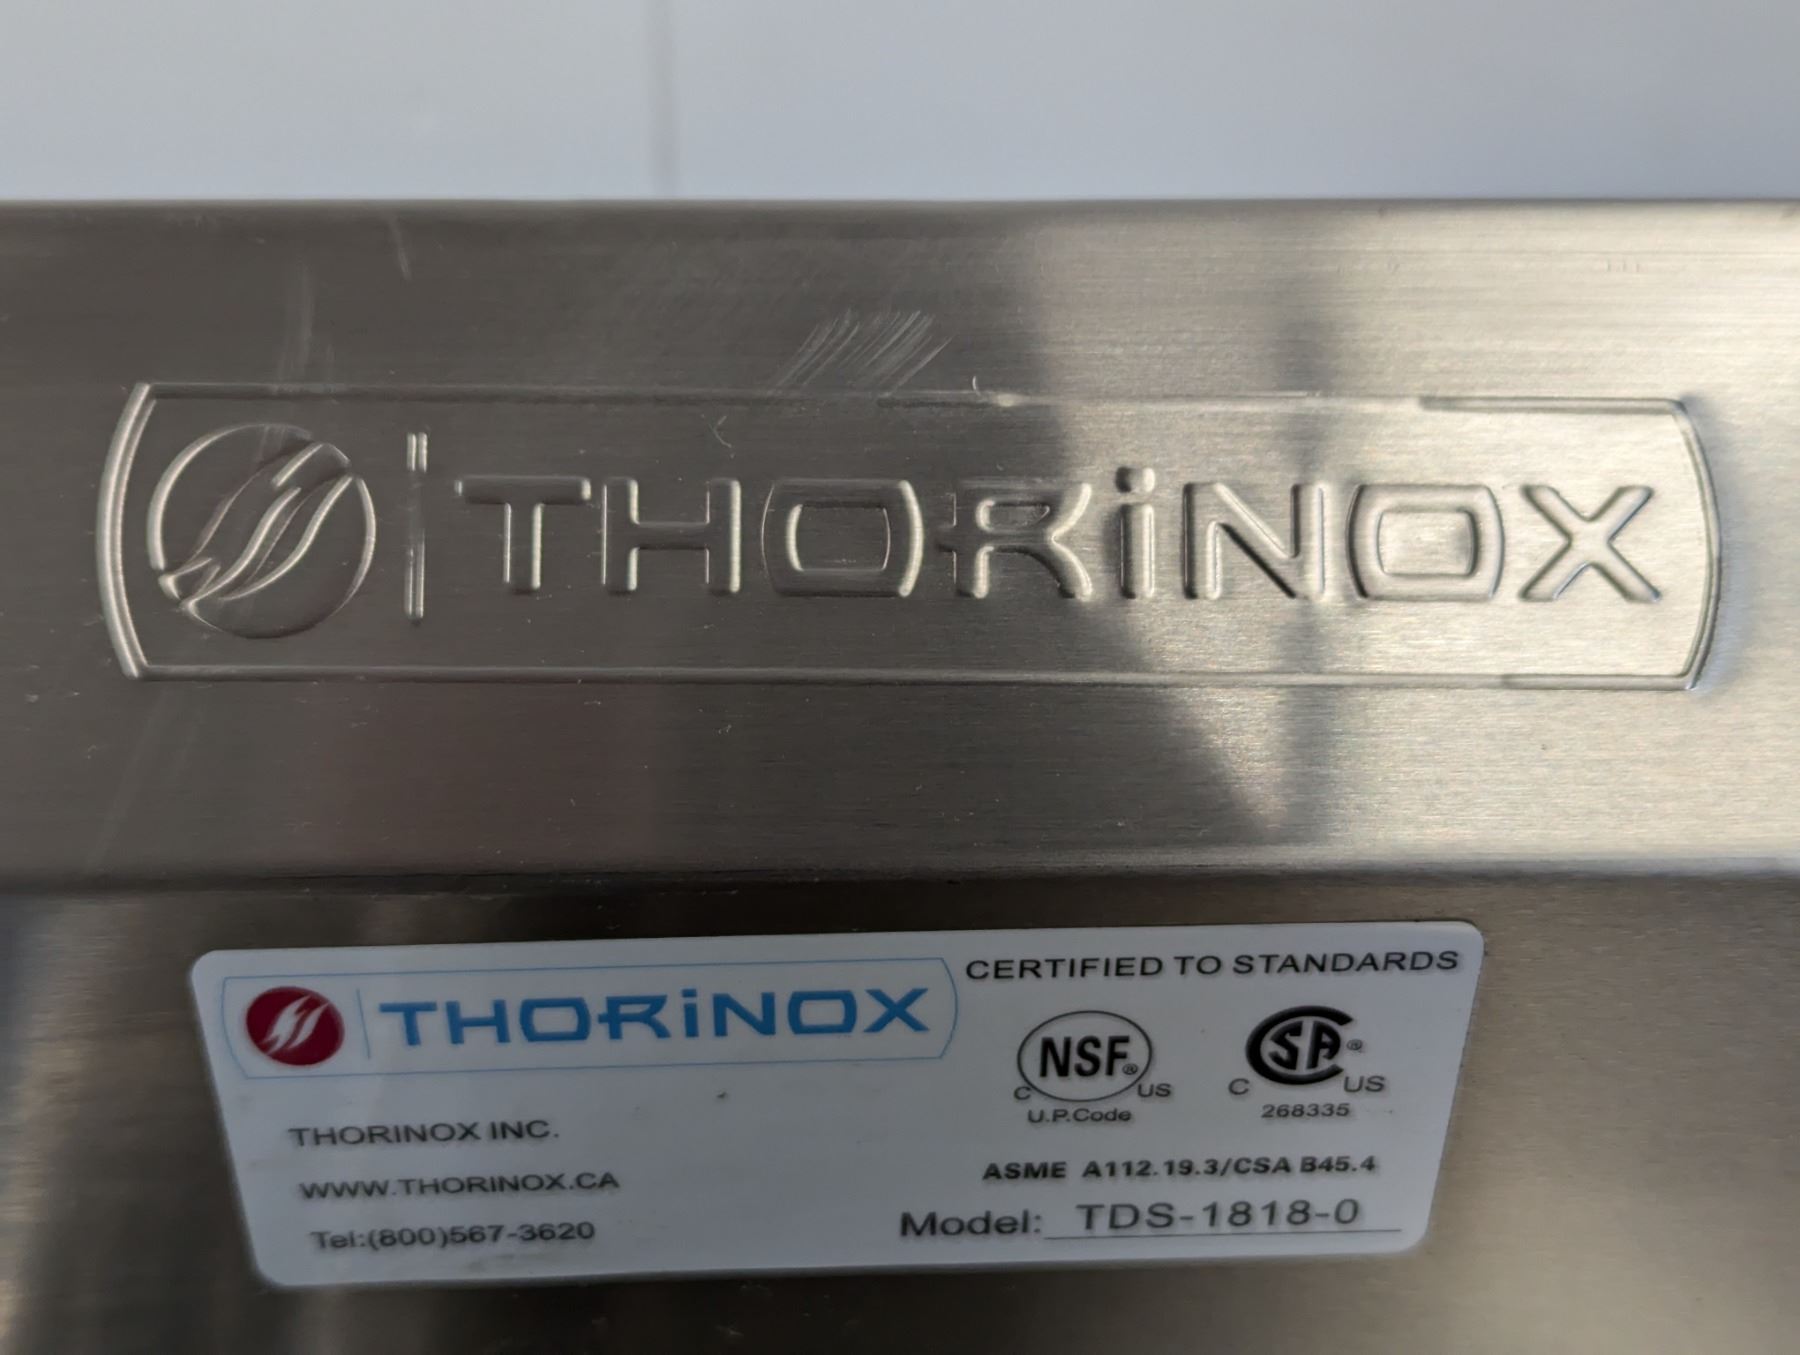 THORiNOX
THORiNOX
CERTIFIED TO STANDARDS
NSF®
C US
U.P.Code
CSA®
C US
268335
THORINOX INC.
WWW.THORINOX.CA
Tel:(800)567-3620
ASME A112.19.3/CSA B45.4
Model: TDS-1818-0